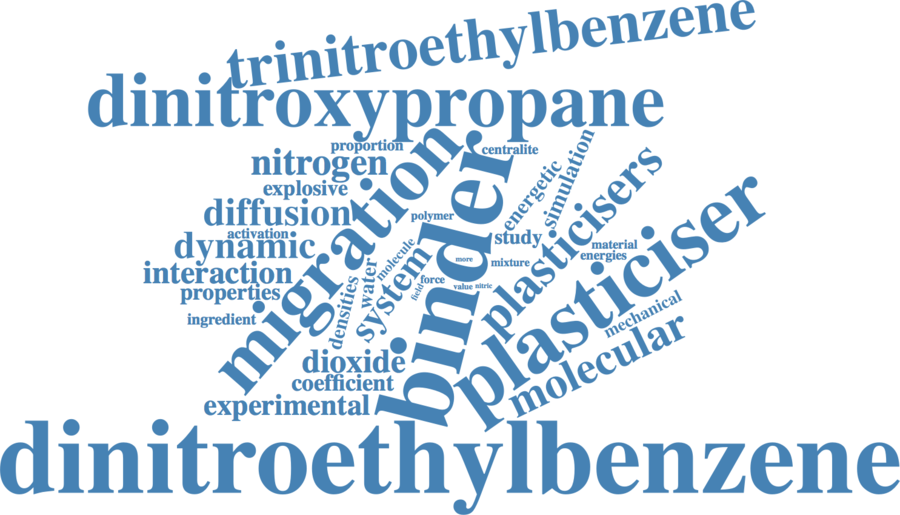 trinitroethylbenzene
dinitroxypropane
proportion
centralite
nitrogen
migration
binder
simulation
energetic
explosive
plasticisers
diffusion
polymer
activation
study
dynamic
material
energies
molecule
system
more
mixture
interaction
water
force
value
nitric
field
properties
densities
plasticiser
ingredient
mechanical
molecular
dioxide
coefficient
experimental
dinitroethylbenzene